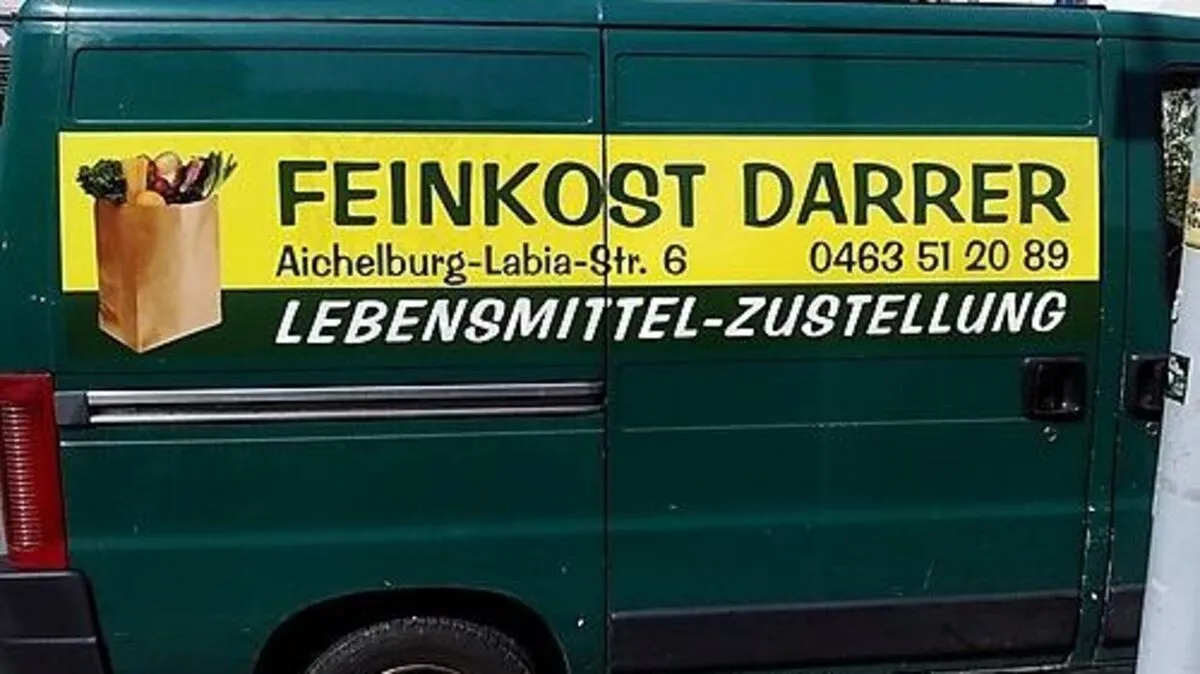 FEINKOST DARRER
Aichelburg-Labia-Str. 6 0463 51 20 89
LEBENSMITTEL-ZUSTELLUNG